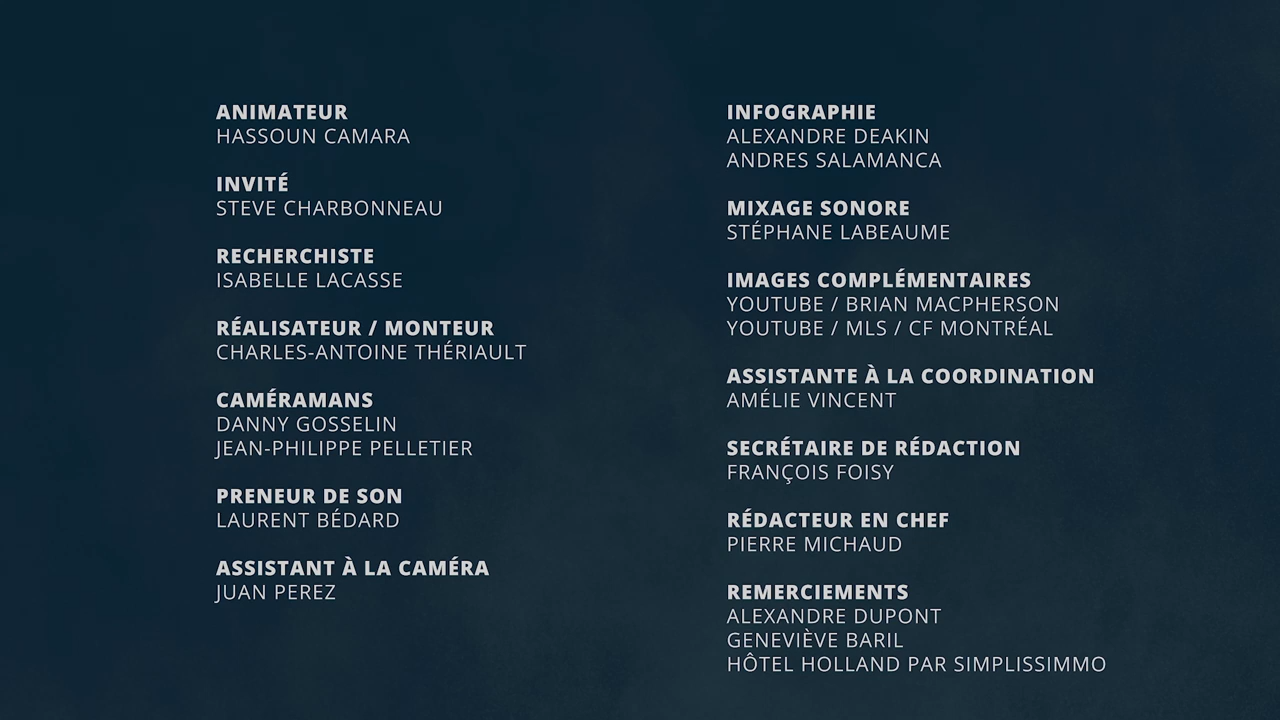 ANIMATEUR
HASSOUN CAMARA
INVITÉ
STEVE CHARBONNEAU
RECHERCHISTE
ISABELLE LACASSE
RÉALISATEUR / MONTEUR
CHARLES-ANTOINE THÉRIAULT
CAMÉRAMANS
DANNY GOSSELIN
JEAN-PHILIPPE PELLETIER
PRENEUR DE SON
LAURENT BÉDARD
ASSISTANT À LA CAMÉRA
JUAN PEREZ
INFOGRAPHIE
ALEXANDRE DEAKIN
ANDRES SALAMANCA
MIXAGE SONORE
STÉPHANE LABEAUME
IMAGES COMPLÉMENTAIRES
YOUTUBE / BRIAN MACPHERSON
YOUTUBE / MLS / CF MONTRÉAL
ASSISTANTE À LA COORDINATION
AMÉLIE VINCENT
SECRÉTAIRE DE RÉDACTION
FRANÇOIS FOISY
RÉDACTEUR EN CHEF
PIERRE MICHAUD
REMERCIEMENTS
ALEXANDRE DUPONT
GENEVIÈVE BARIL
HÔTEL HOLLAND PAR SIMPLISSIMMO